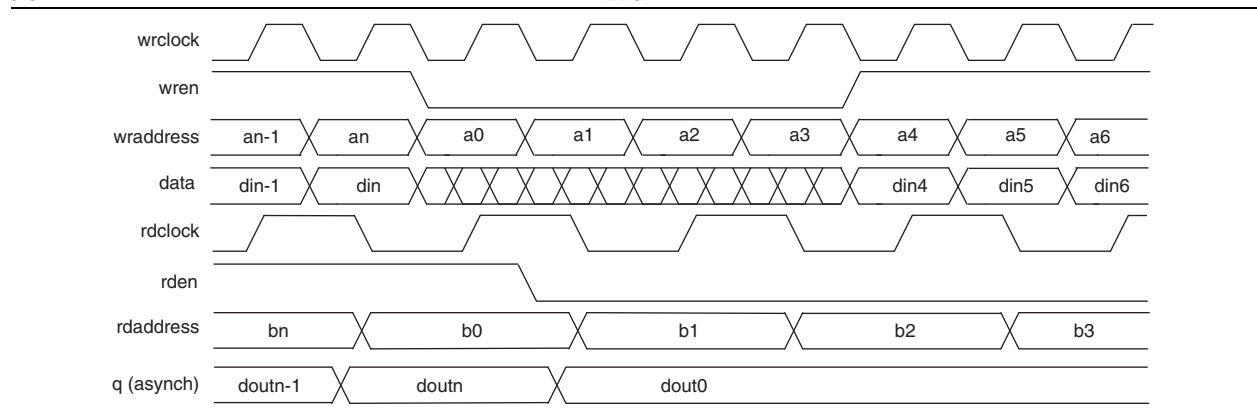 wrclock
wren
wraddress an-1 an a0 a1 a2 a3 a4 a5 a6
data din-1 din din4 din5 din6
rdclock
rden
rdaddress bn b0 b1 b2 b3
q (asynch) doutn-1 doutn dout0